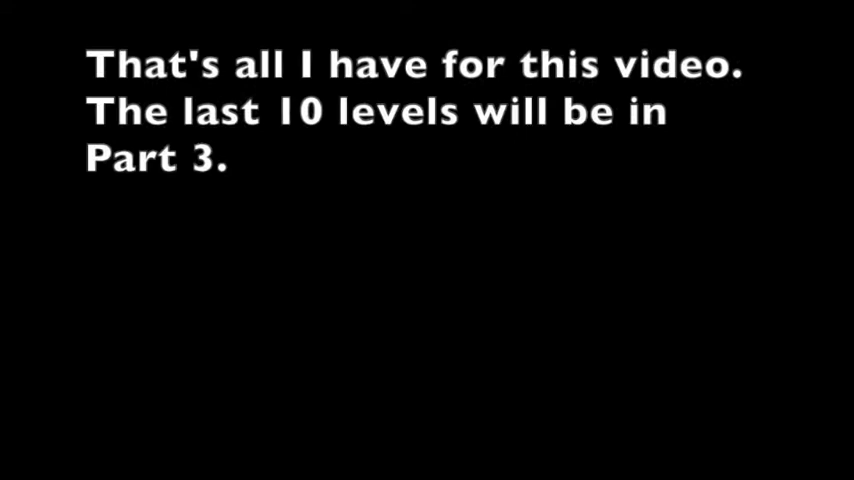 That's all I have for this video.
The last 10 levels will be in
Part 3.